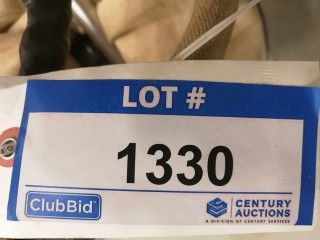 LOT #
1330
ClubBid
CENTURY
AUCTIONS
A DIVISION OF CENTURY SERVICES